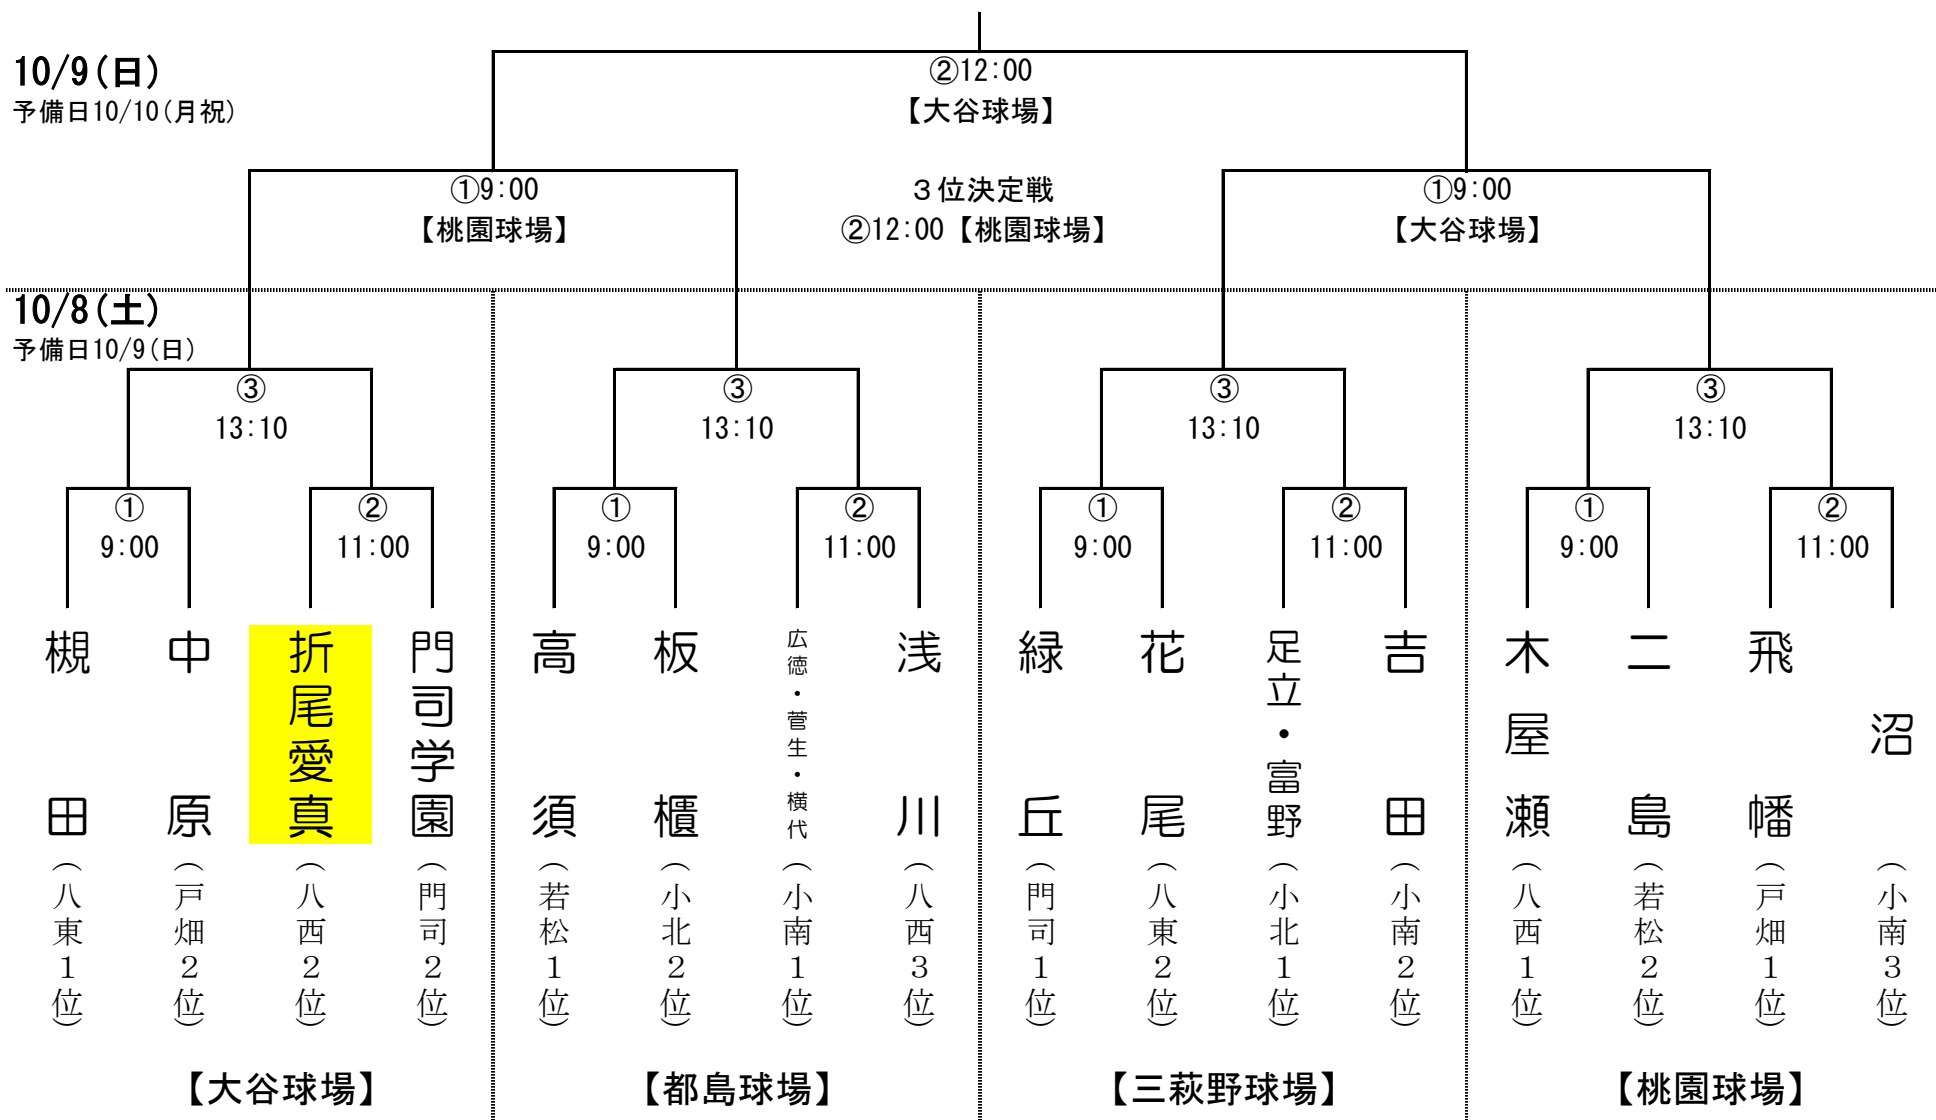 10/9(日)
予備日10/10(月祝)
②12:00
【大谷球場】
①9:00
【桃園球場】
３位決定戦
②12:00【桃園球場】
①9:00
【大谷球場】
10/8(土)
予備日10/9(日)
③
13:10
③
13:10
③
13:10
③
13:10
①
9:00
②
11:00
①
9:00
②
11:00
①
9:00
②
11:00
①
9:00
②
11:00
槻田(八東１位)
中原(戸畑２位)
折尾愛真(八西２位)
門司学園(門司２位)
高須(若松１位)
板櫃(小北２位)
広徳・菅生・横代(小南１位)
浅川(八西３位)
緑丘(門司１位)
花尾(八東２位)
足立・富野(小北１位)
吉田(小南２位)
木屋瀬(八西１位)
二島(若松２位)
飛幡(戸畑１位)
沼(小南３位)
【大谷球場】
【都島球場】
【三萩野球場】
【桃園球場】